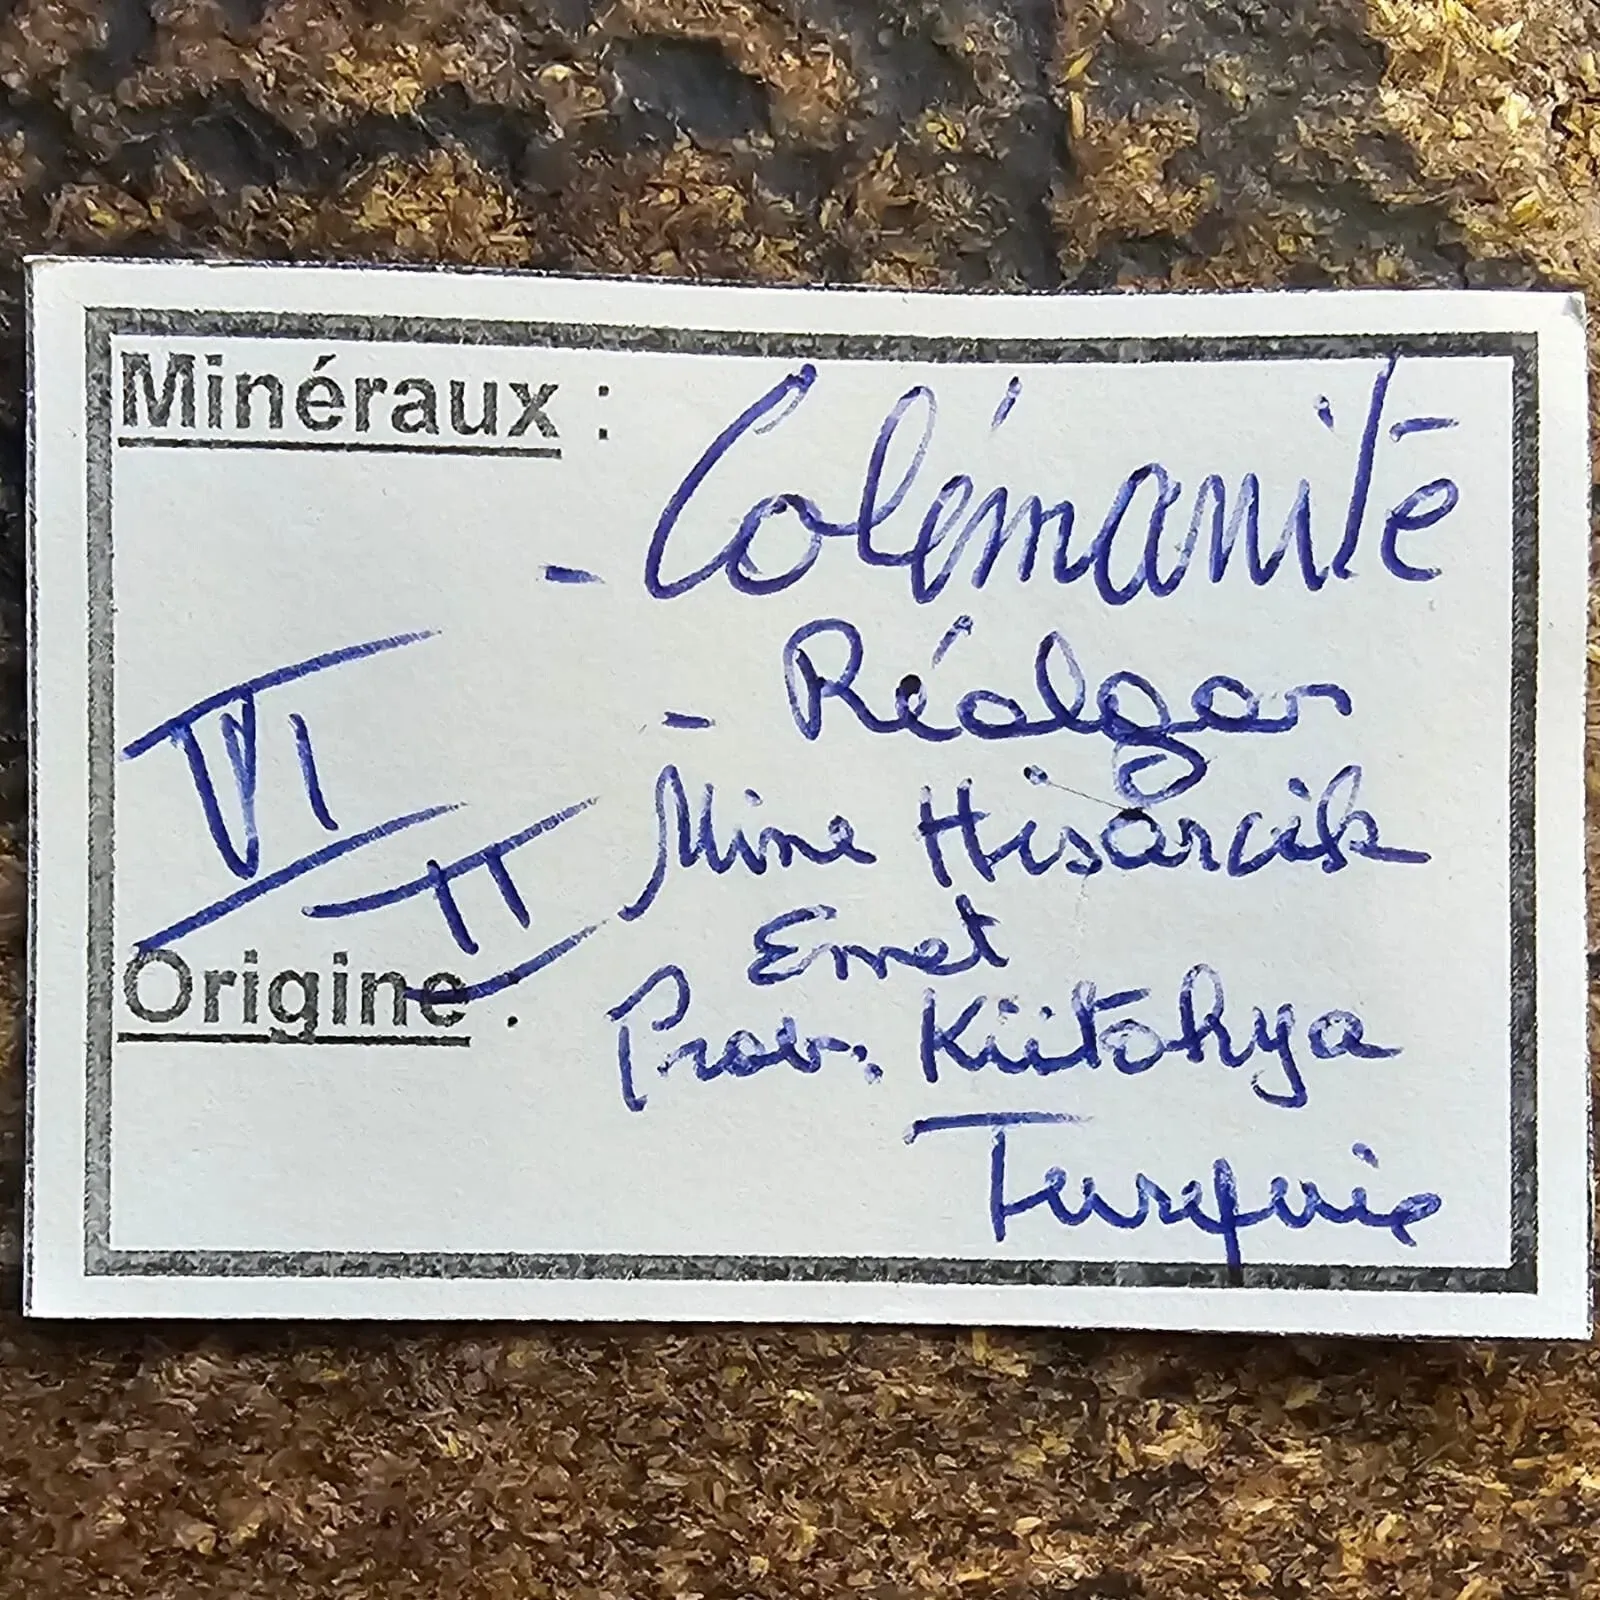 Minéraux :
- Colémanite
- Réalgar
VI
II
Mine Hisarcik
Emet
Origine :
Prov. Kütahya
Turquie